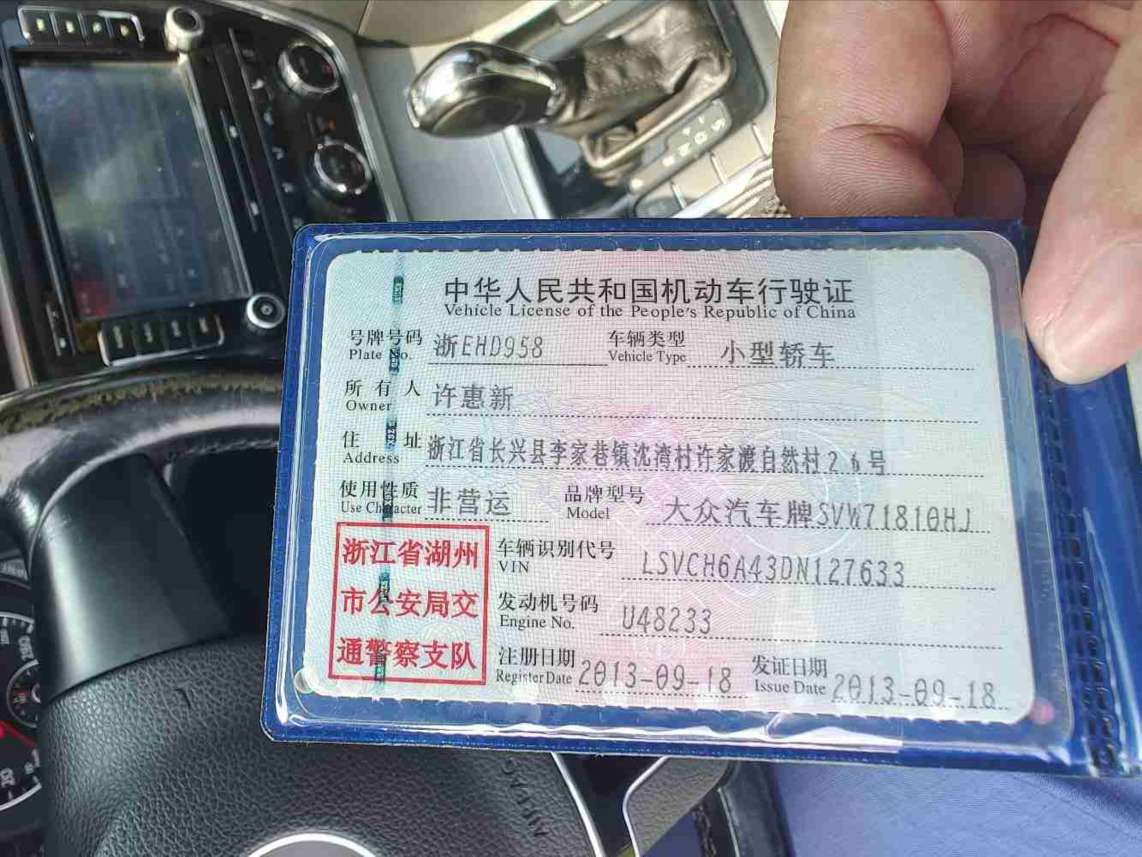 中华人民共和国机动车行驶证
Vehicle License of the People's Republic of China
号牌号码 浙EHD958 车辆类型 小型轿车
Plate No. Vehicle Type
所有人 许惠新
Owner
住址 浙江省长兴县李家巷镇沈湾村许家渡自然村26号
Address
使用性质 非营运 品牌型号 大众汽车牌SVW71810HJ
Use Character Model
浙江省湖州
市公安局交
通警察支队
车辆识别代号 LSVCH6A43DN127633
VIN
发动机号码 U48233
Engine No.
注册日期 2013-09-18 发证日期 2013-09-18
Register Date Issue Date